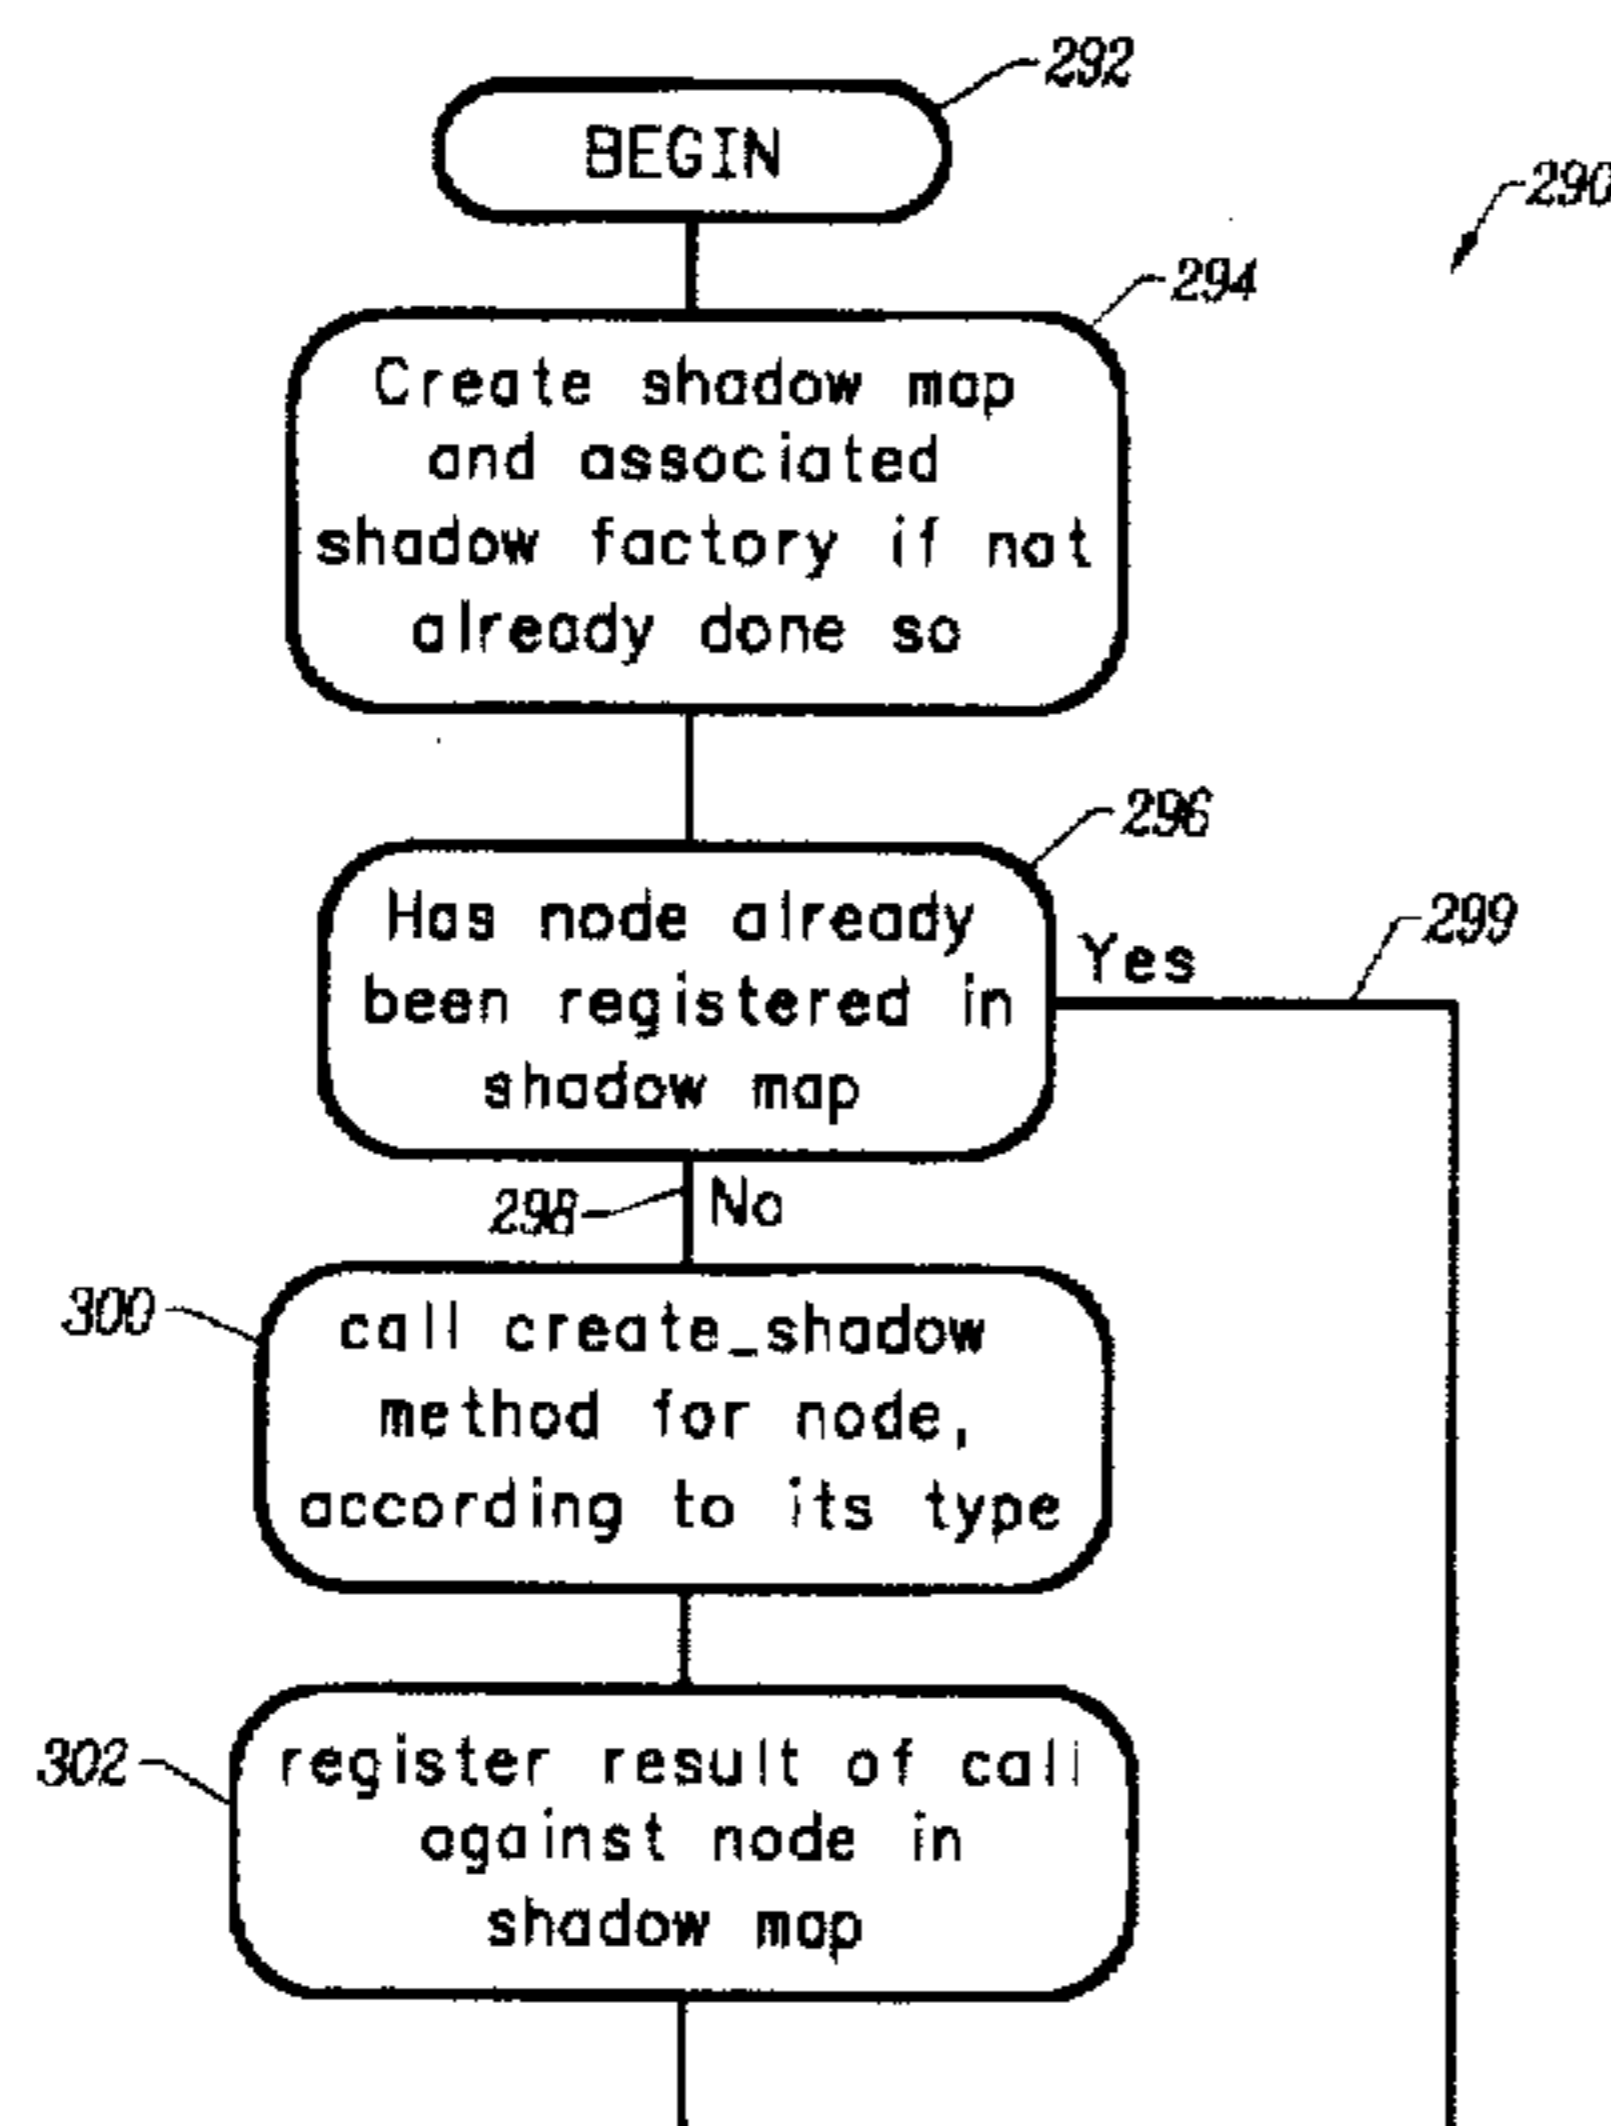 292
BEGIN
290
294
Create shadow map
and associated
shadow factory if not
already done so
296
Has node already
been registered in
shadow map
Yes
299
298
No
300
call create_shadow
method for node,
according to its type
302
register result of call
against node in
shadow map